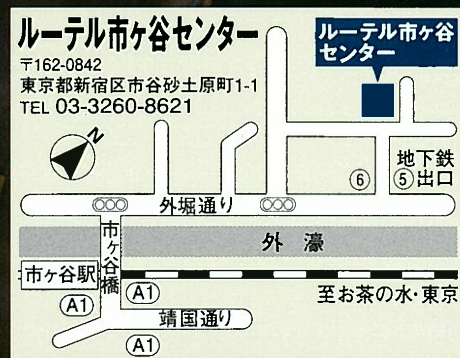 ルーテル市ヶ谷センター
〒162-0842
東京都新宿区市谷砂土原町1-1
TEL 03-3260-8621
ルーテル市ヶ谷
センター
N
地下鉄
⑥ ⑤出口
外堀通り
市ヶ谷橋
外濠
市ヶ谷駅
A1 A1
至お茶の水・東京
靖国通り
A1